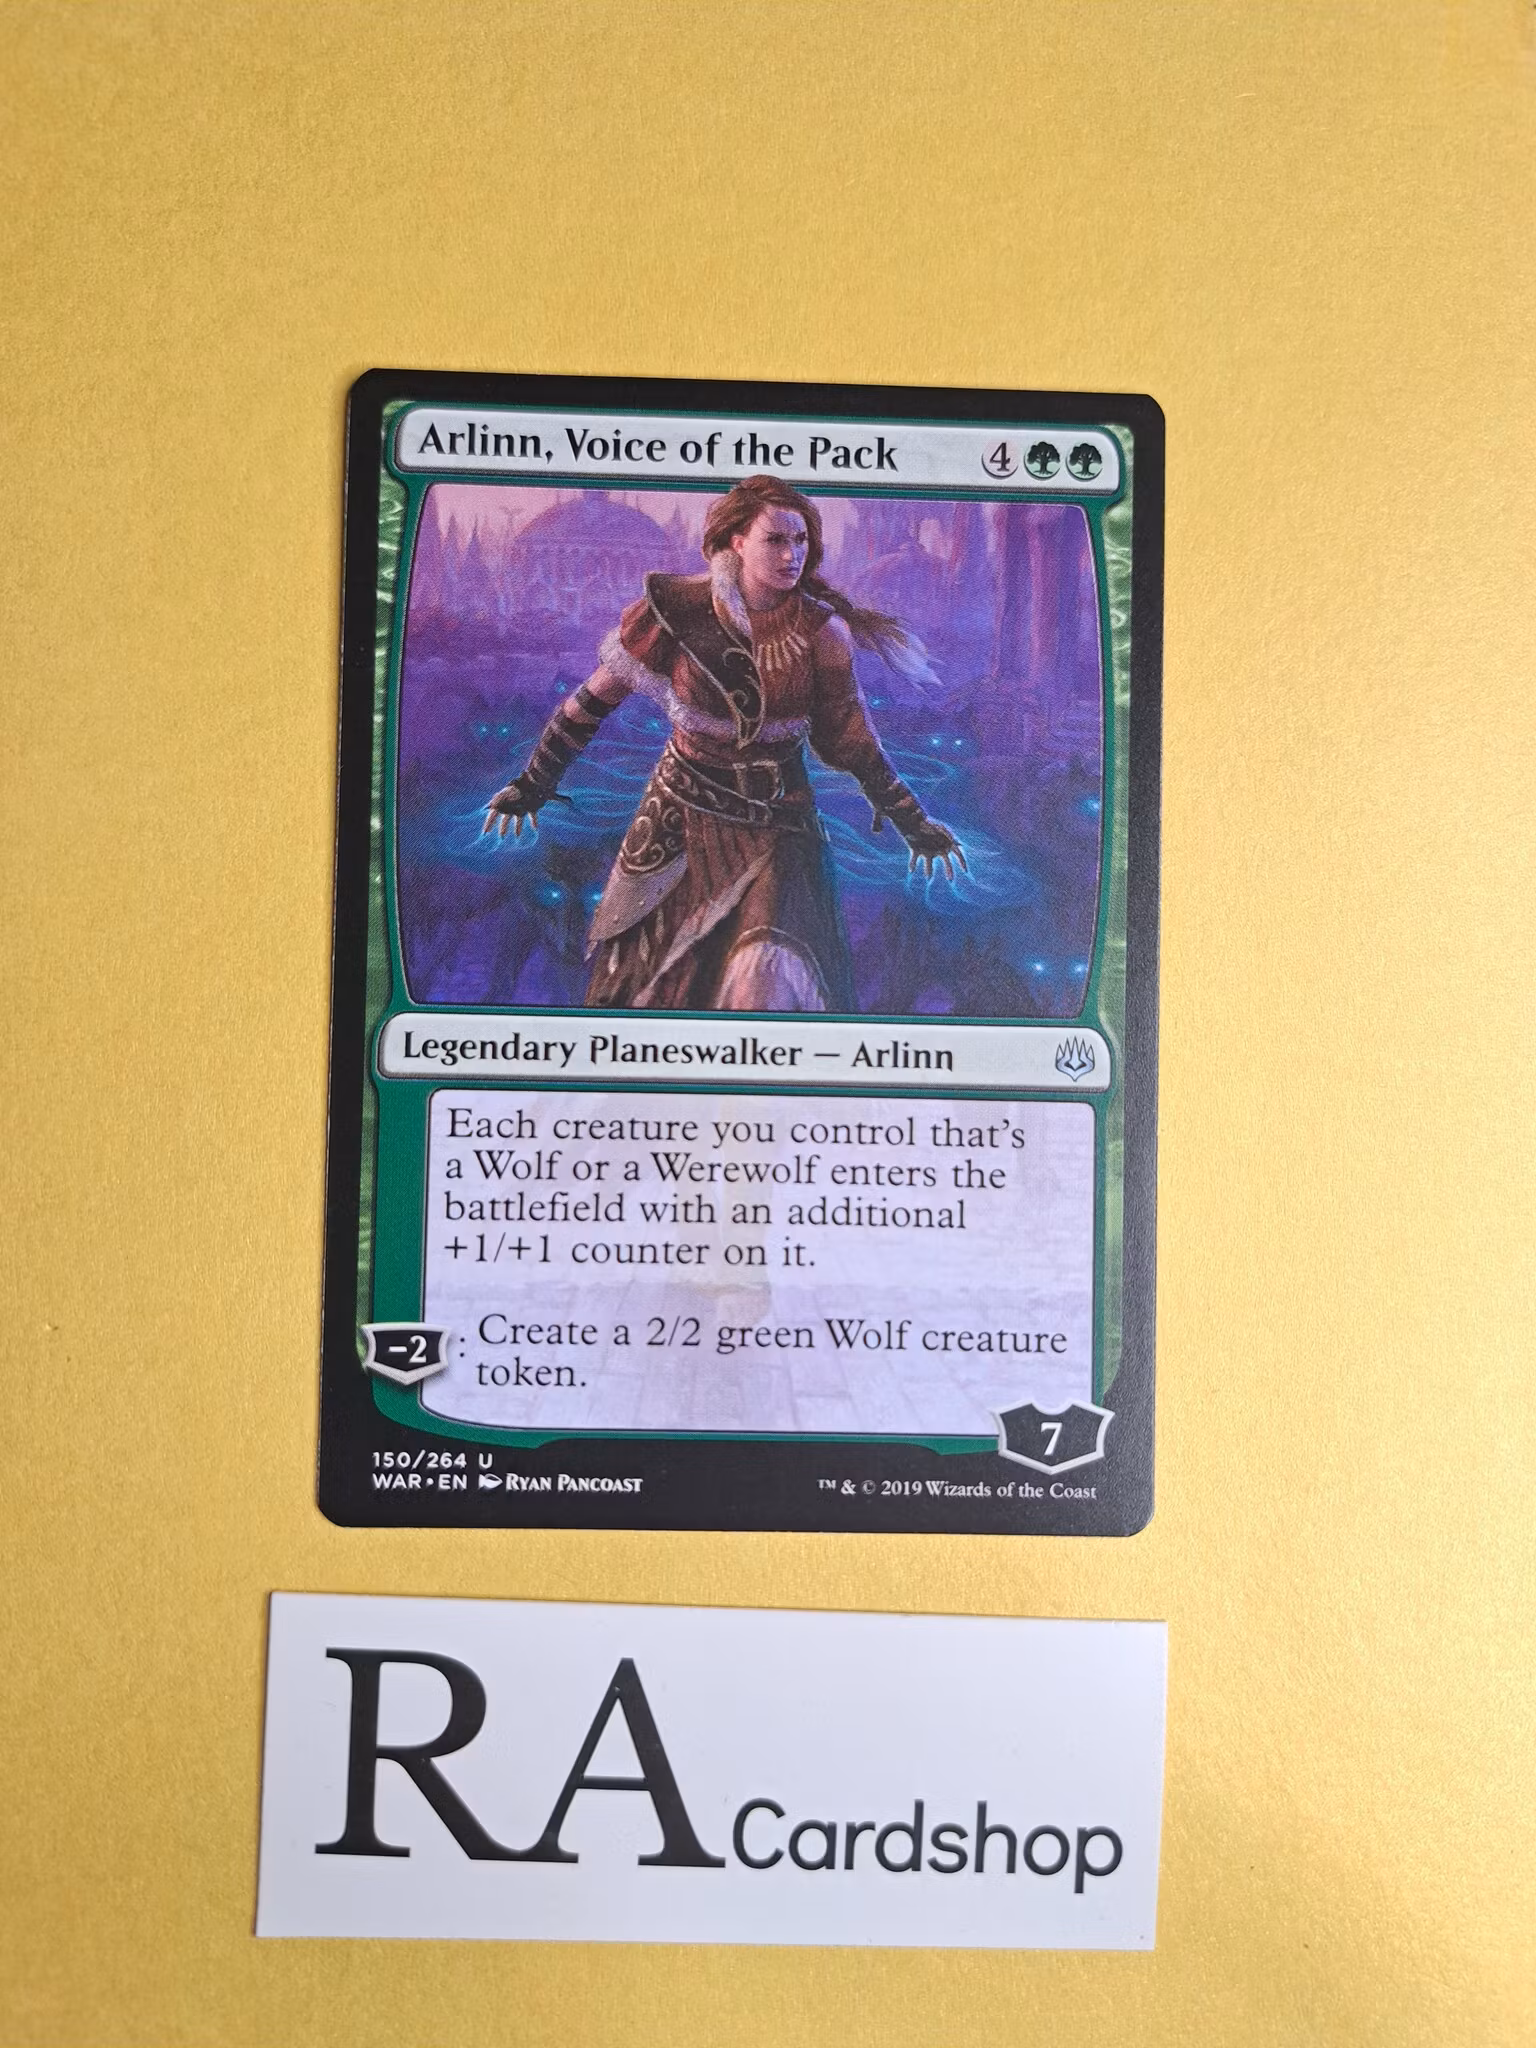 Arlinn, Voice of the Pack 4
Legendary Planeswalker — Arlinn
Each creature you control that's
a Wolf or a Werewolf enters the
battlefield with an additional
+1/+1 counter on it.
-2 : Create a 2/2 green Wolf creature
token.
7
150/264 U
WAR • EN RYAN PANCOAST
™ & © 2019 Wizards of the Coast
RA Cardshop